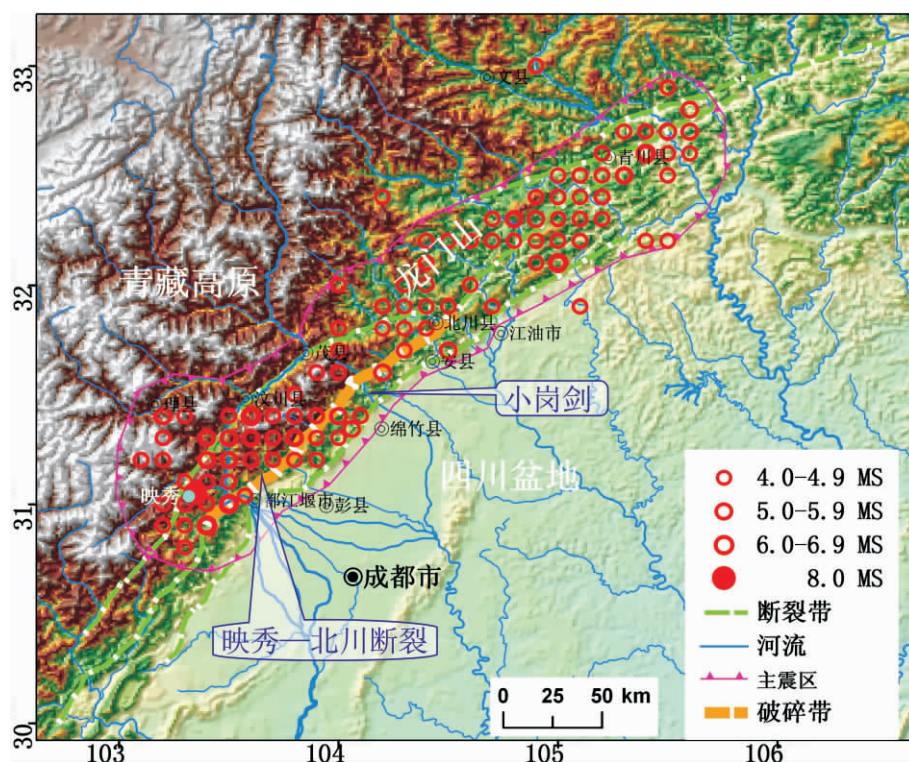 33
32
31
30
103
104
105
106
文县
青川县
龙门山
青藏高原
北川县
江油市
茂县
安县
理县
汶川县
小岗剑
绵竹县
四川盆地
映秀
都江堰市
彭县
成都市
映秀—北川断裂
0 25 50 km
4.0-4.9 MS
5.0-5.9 MS
6.0-6.9 MS
8.0 MS
断裂带
河流
主震区
破碎带